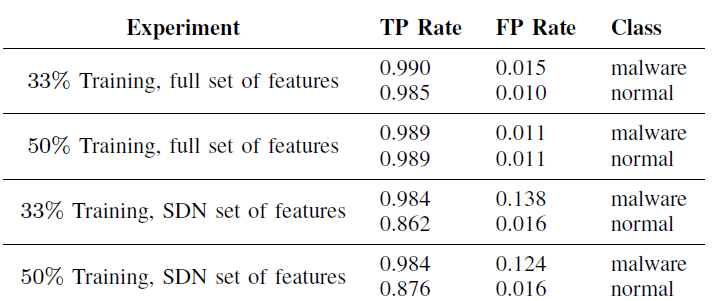 Experiment TP Rate FP Rate Class
33% Training, full set of features 0.990 0.015 malware
0.985 0.010 normal
50% Training, full set of features 0.989 0.011 malware
0.989 0.011 normal
33% Training, SDN set of features 0.984 0.138 malware
0.862 0.016 normal
50% Training, SDN set of features 0.984 0.124 malware
0.876 0.016 normal